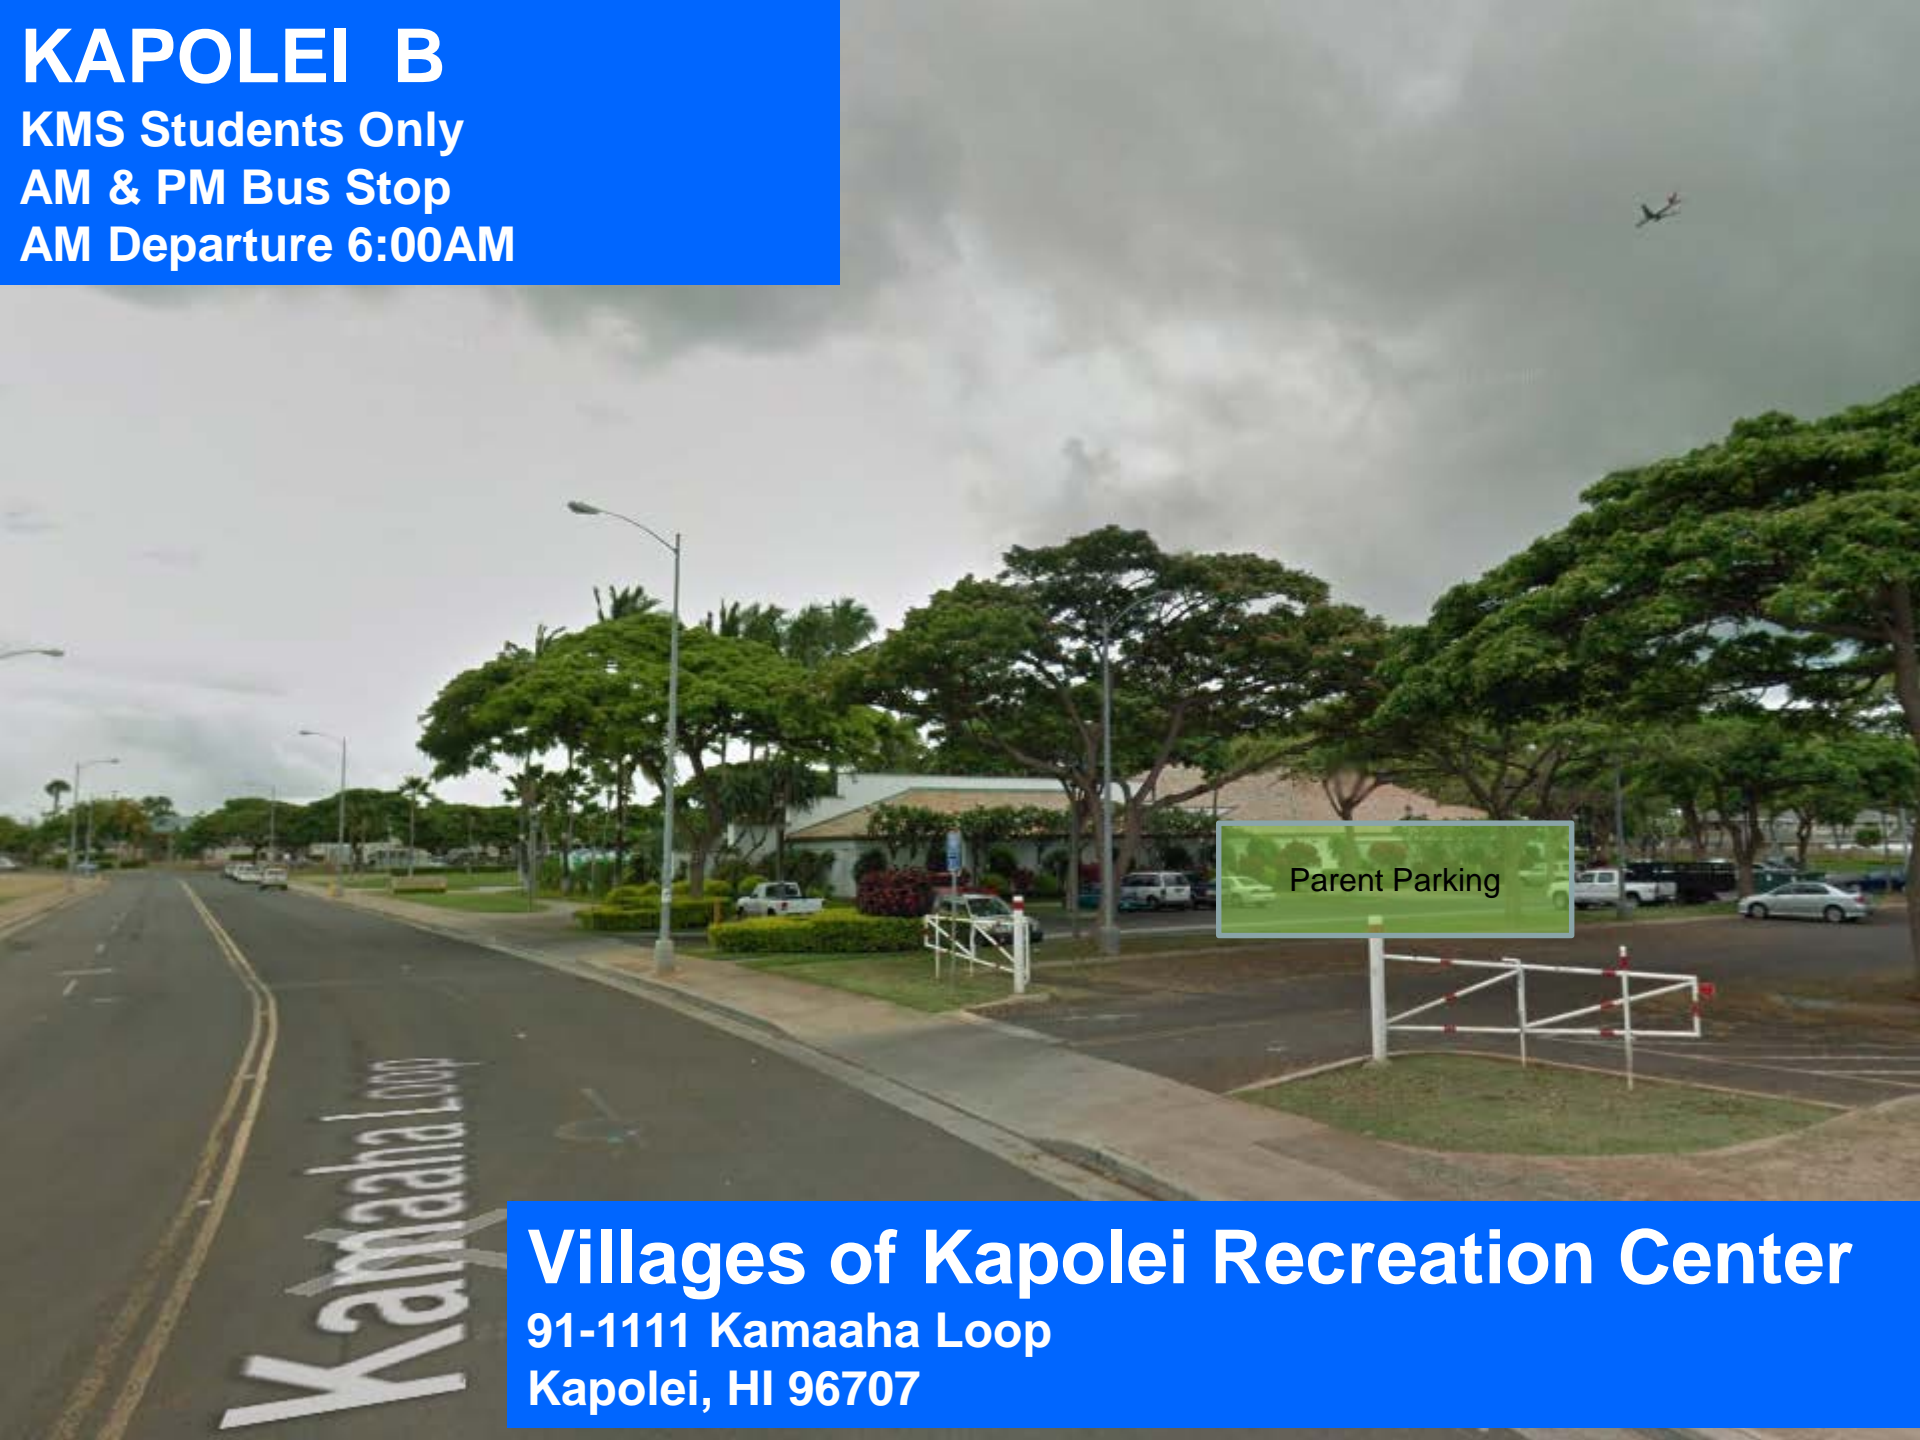 KAPOLEI B
KMS Students Only
AM & PM Bus Stop
AM Departure 6:00AM
Parent Parking
Kamaaha Loop
Villages of Kapolei Recreation Center
91-1111 Kamaaha Loop
Kapolei, HI 96707